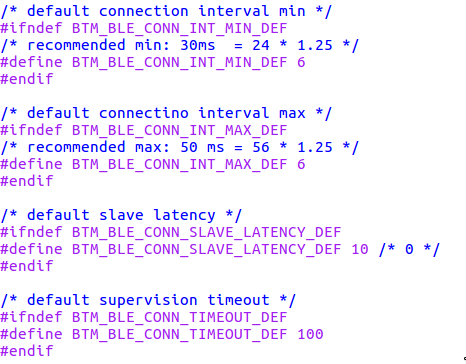 /* default connection interval min */
#ifndef BTM_BLE_CONN_INT_MIN_DEF
/* recommended min: 30ms  = 24 * 1.25 */
#define BTM_BLE_CONN_INT_MIN_DEF 6
#endif

/* default connectino interval max */
#ifndef BTM_BLE_CONN_INT_MAX_DEF
/* recommended max: 50 ms = 56 * 1.25 */
#define BTM_BLE_CONN_INT_MAX_DEF 6
#endif

/* default slave latency */
#ifndef BTM_BLE_CONN_SLAVE_LATENCY_DEF
#define BTM_BLE_CONN_SLAVE_LATENCY_DEF 10 /* 0 */
#endif

/* default supervision timeout */
#ifndef BTM_BLE_CONN_TIMEOUT_DEF
#define BTM_BLE_CONN_TIMEOUT_DEF 100
#endif